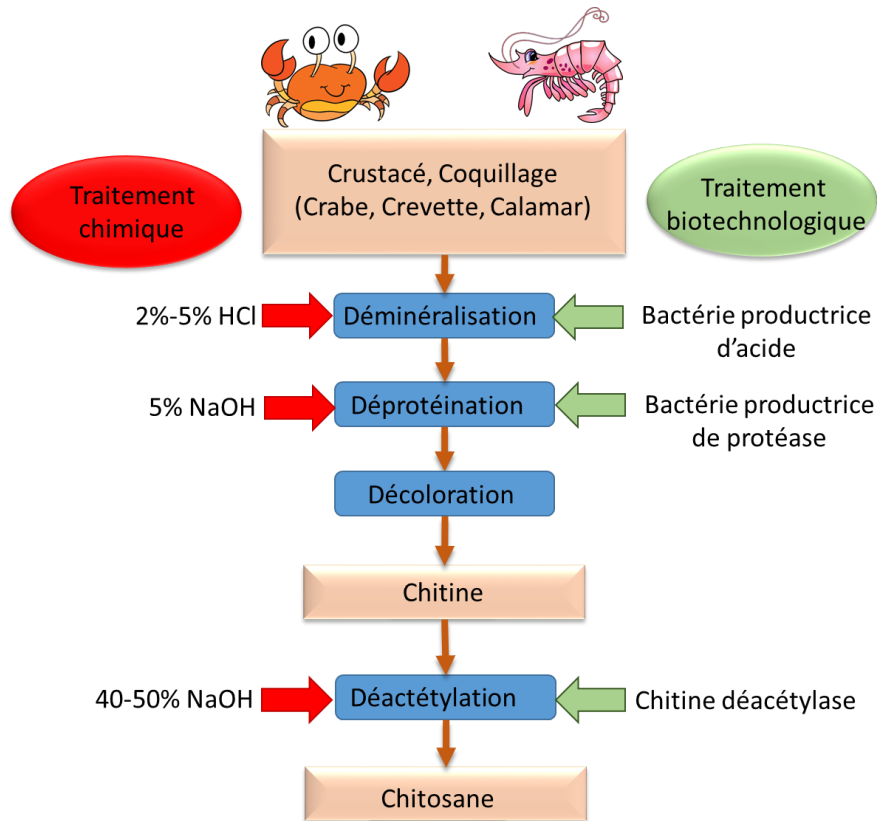 Crustacé, Coquillage
(Crabe, Crevette, Calamar)
Traitement
chimique
Traitement
biotechnologique
2%-5% HCl
Déminéralisation
Bactérie productrice
d’acide
5% NaOH
Déprotéination
Bactérie productrice
de protéase
Décoloration
Chitine
40-50% NaOH
Déactétylation
Chitine déacétylase
Chitosane